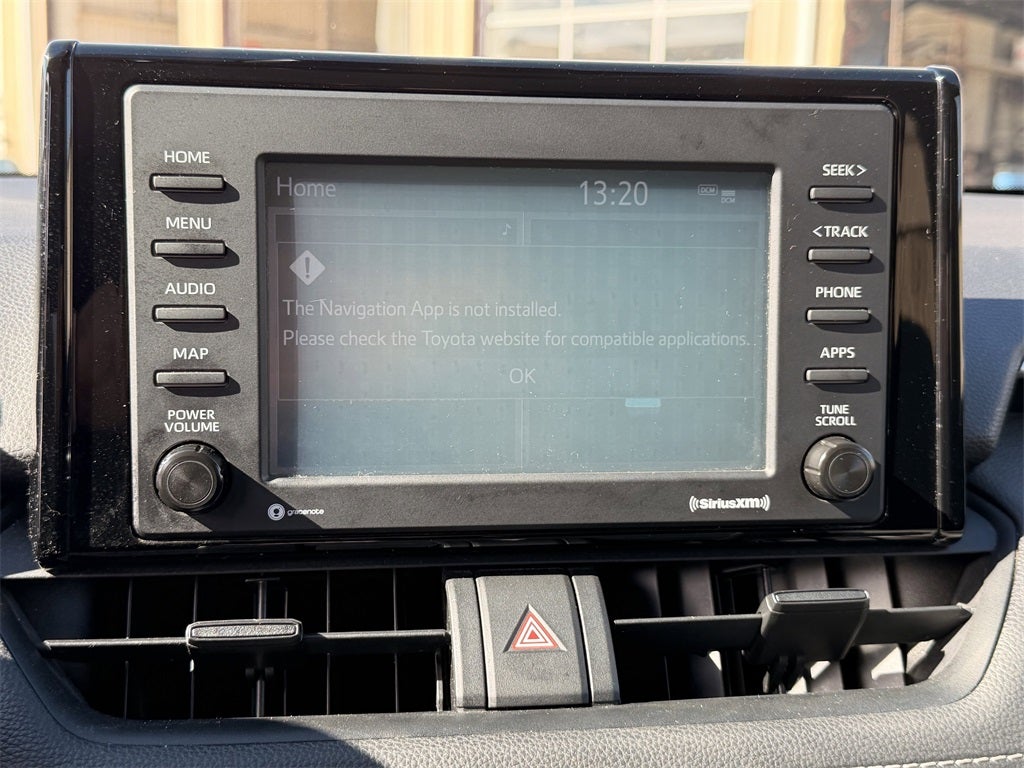 HOME
MENU
AUDIO
MAP
POWER
VOLUME
Home
13:20
DCM
DCM
The Navigation App is not installed.
Please check the Toyota website for compatible applications.
OK
SEEK>
<TRACK
PHONE
APPS
TUNE
SCROLL
gracenote
((SiriusXM))